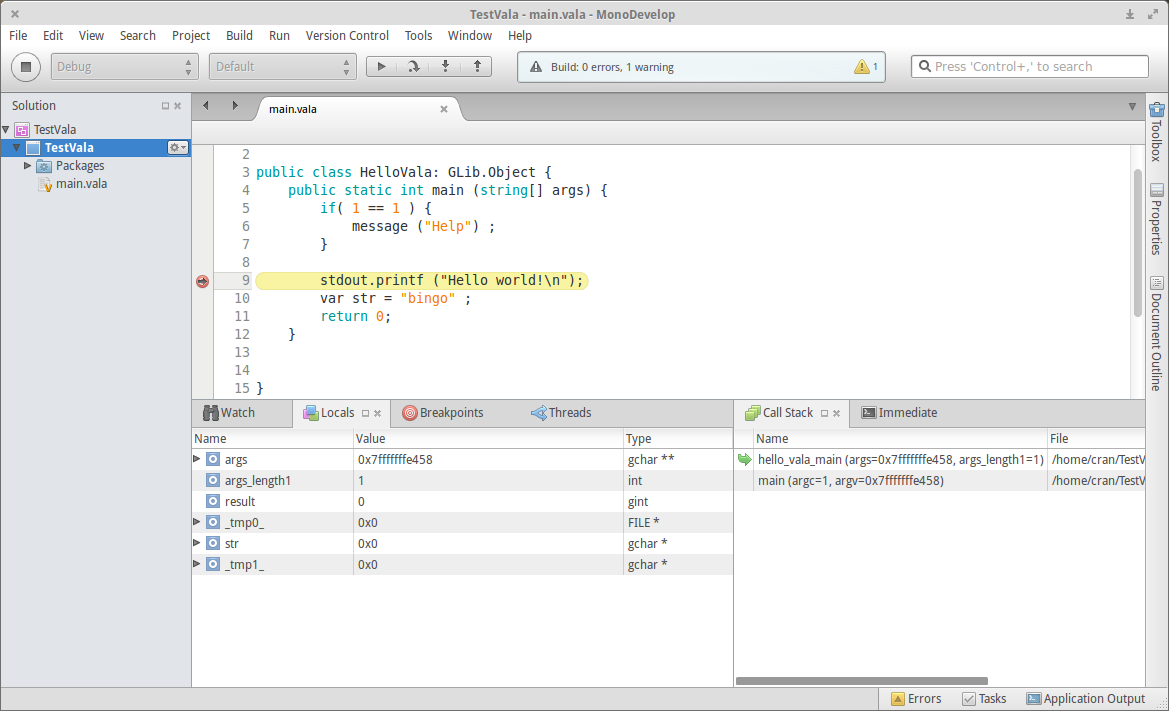 TestVala - main.vala - MonoDevelop
File Edit View Search Project Build Run Version Control Tools Window Help
Debug Default Build: 0 errors, 1 warning 1 Press 'Control+,' to search
Solution
main.vala
TestVala
TestVala
Packages
main.vala
2
3 public class HelloVala: GLib.Object {
4 public static int main (string[] args) {
5 if( 1 == 1 ) {
6 message ("Help") ;
7 }
8
9 stdout.printf ("Hello world!\n");
10 var str = "bingo" ;
11 return 0;
12 }
13
14
15 }
Toolbox
Properties
Document Outline
Watch Locals Breakpoints Threads
Name Value Type
args 0x7fffffffe458 gchar **
args_length1 1 int
result 0 gint
_tmp0_ 0x0 FILE *
str 0x0 gchar *
_tmp1_ 0x0 gchar *
Call Stack Immediate
Name File
hello_vala_main (args=0x7fffffffe458, args_length1=1) /home/cran/TestV
main (argc=1, argv=0x7fffffffe458) /home/cran/TestV
Errors Tasks Application Output